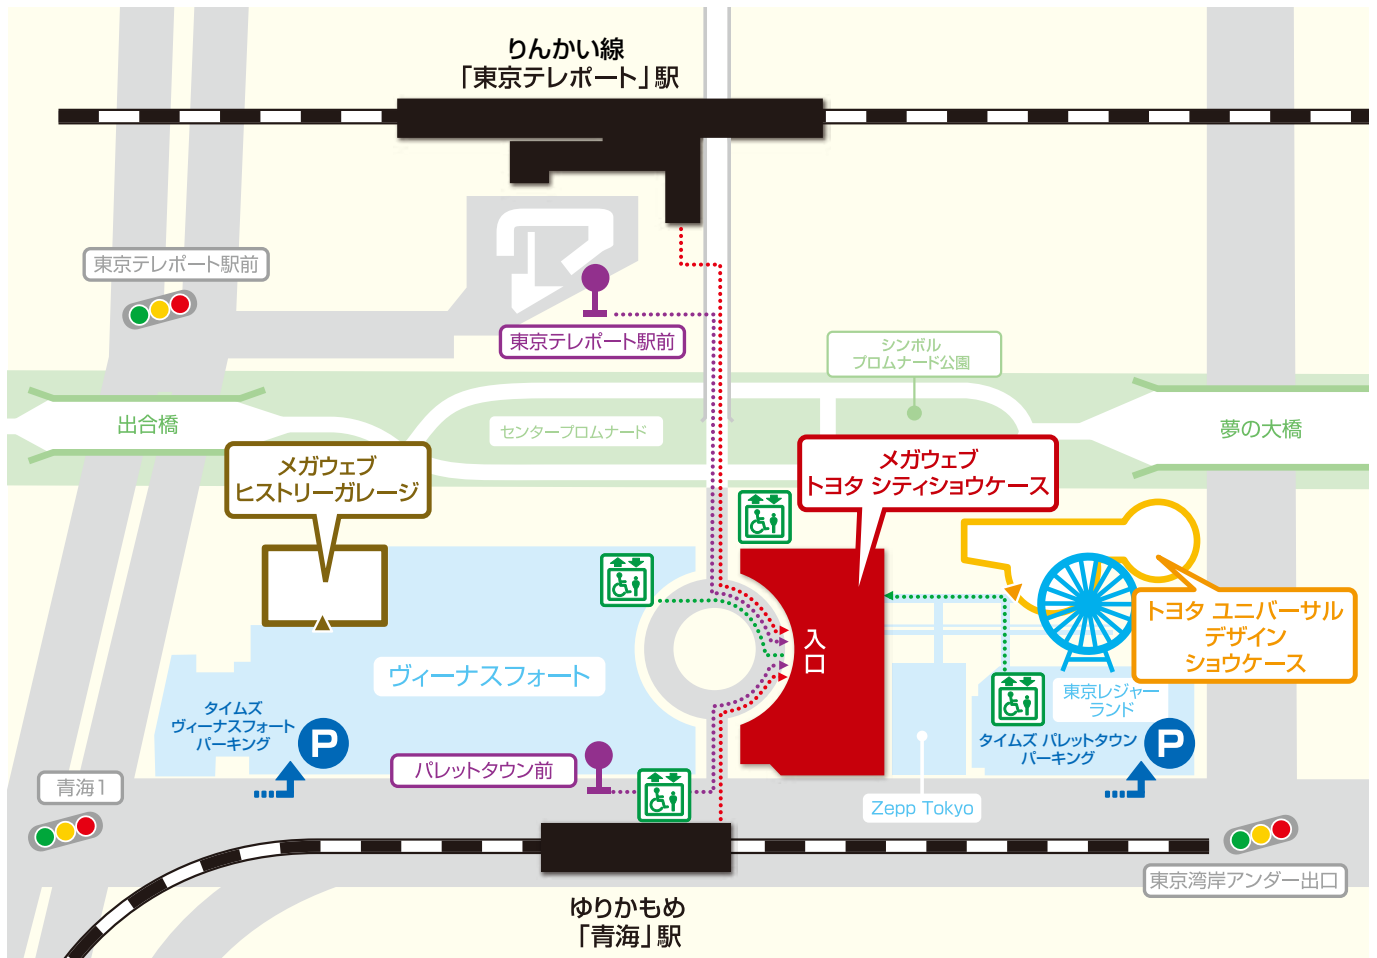 りんかい線
「東京テレポート」駅
東京テレポート駅前
東京テレポート駅前
シンボル
プロムナード公園
出合橋
センタープロムナード
夢の大橋
メガウェブ
ヒストリーガレージ
メガウェブ
トヨタ シティショウケース
トヨタ ユニバーサル
デザイン
ショウケース
入口
ヴィーナスフォート
東京レジャー
ランド
タイムズ
ヴィーナスフォート
パーキング
P
タイムズ パレットタウン
パーキング
P
パレットタウン前
青海1
Zepp Tokyo
東京湾岸アンダー出口
ゆりかもめ
「青海」駅